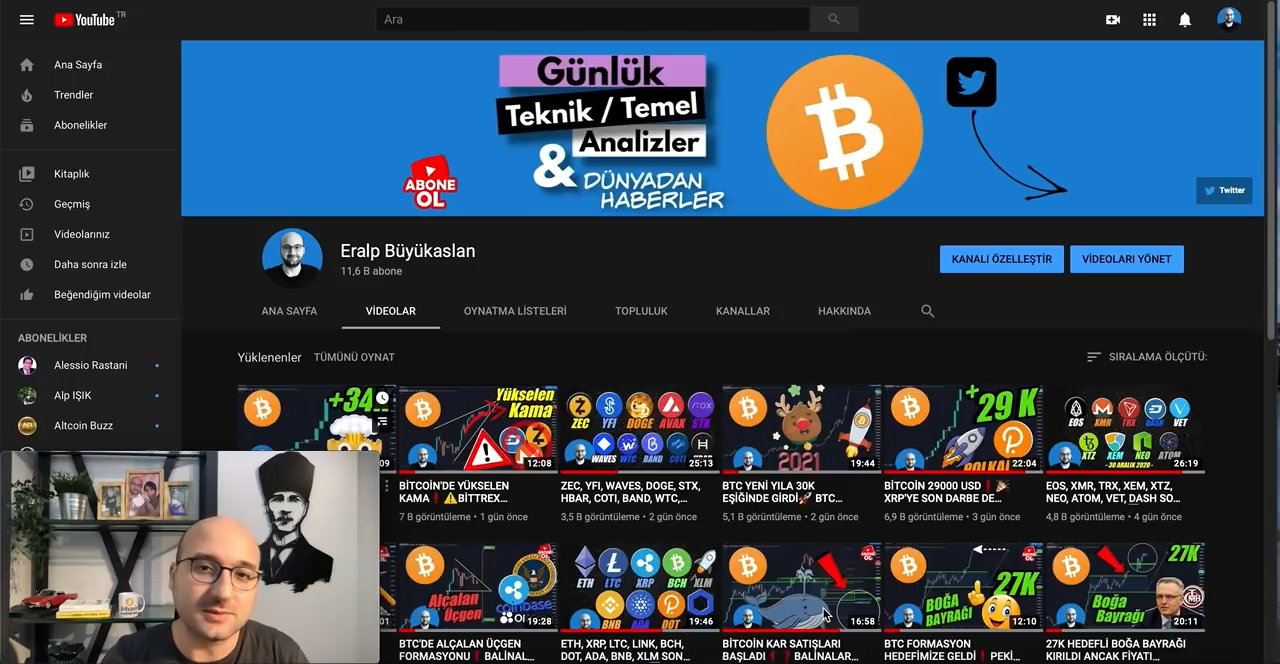 YouTube TR
Ara
Ana Sayfa
Trendler
Abonelikler
Kitaplık
Geçmiş
Videolarınız
Daha sonra izle
Beğendiğim videolar
ABONELİKLER
Alessio Rastani
Alp IŞIK
Altcoin Buzz
Günlük
Teknik / Temel
Analizler
& DÜNYADAN
HABERLER
ABONE
OL
Twitter
Eralp Büyükaslan
11,6 B abone
KANALI ÖZELLEŞTİR
VİDEOLARI YÖNET
ANA SAYFA
VİDEOLAR
OYNATMA LİSTELERİ
TOPLULUK
KANALLAR
HAKKINDA
Yüklenenler
TÜMÜNÜ OYNAT
SIRALAMA ÖLÇÜTÜ:
Yükselen
Kama
12:08
ZEC YFI DOGE AVAX STX
WAVES WTC BAND COTI
25:13
2021
19:44
+29 K
22:04
EOS XMR TRX DASH VET
XTZ XEM NEO ATOM
- 30 ARALIK 2020 -
26:19
BİTCOİN'DE YÜKSELEN
KAMA❗⚠️BİTTREX...
7 B görüntüleme • 1 gün önce
ZEC, YFI, WAVES, DOGE, STX,
HBAR, COTI, BAND, WTC,...
3,5 B görüntüleme • 2 gün önce
BTC YENİ YILA 30K
EŞİĞİNDE GİRDİ🚀 BTC...
5,1 B görüntüleme • 2 gün önce
BİTCOİN 29000 USD❗🎉
XRP'YE SON DARBE DE...
6,9 B görüntüleme • 3 gün önce
EOS, XMR, TRX, XEM, XTZ,
NEO, ATOM, VET, DASH SO...
4,8 B görüntüleme • 4 gün önce
Alçalan
Üçgen
coinbase
19:28
ETH LTC XRP BCH XLM
BNB ADA DOT
19:46
16:58
BOĞA
BAYRAĞI
27K
12:10
27K
Boğa
Bayrağı
20:11
BTC'DE ALÇALAN ÜÇGEN
FORMASYONU❗BALİNAL...
ETH, XRP, LTC, LINK, BCH,
DOT, ADA, BNB, XLM SON...
BİTCOİN KAR SATIŞLARI
BAŞLADI❗❓BALİNALAR...
BTC FORMASYON
HEDEFİMİZE GELDİ❗PEKİ...
27K HEDEFLİ BOĞA BAYRAĞI
KIRILDI ANCAK FİYATI...